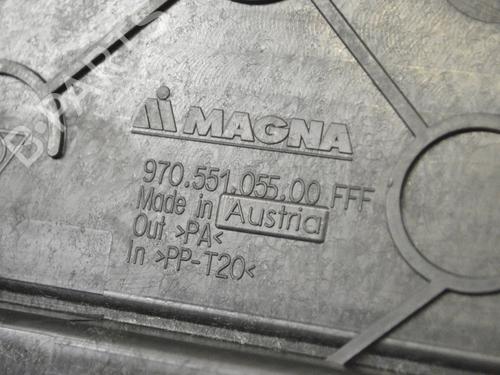 MAGNA
970.551.055.00 FFF
Made in Austria
Out >PA<
In >PP-T20<